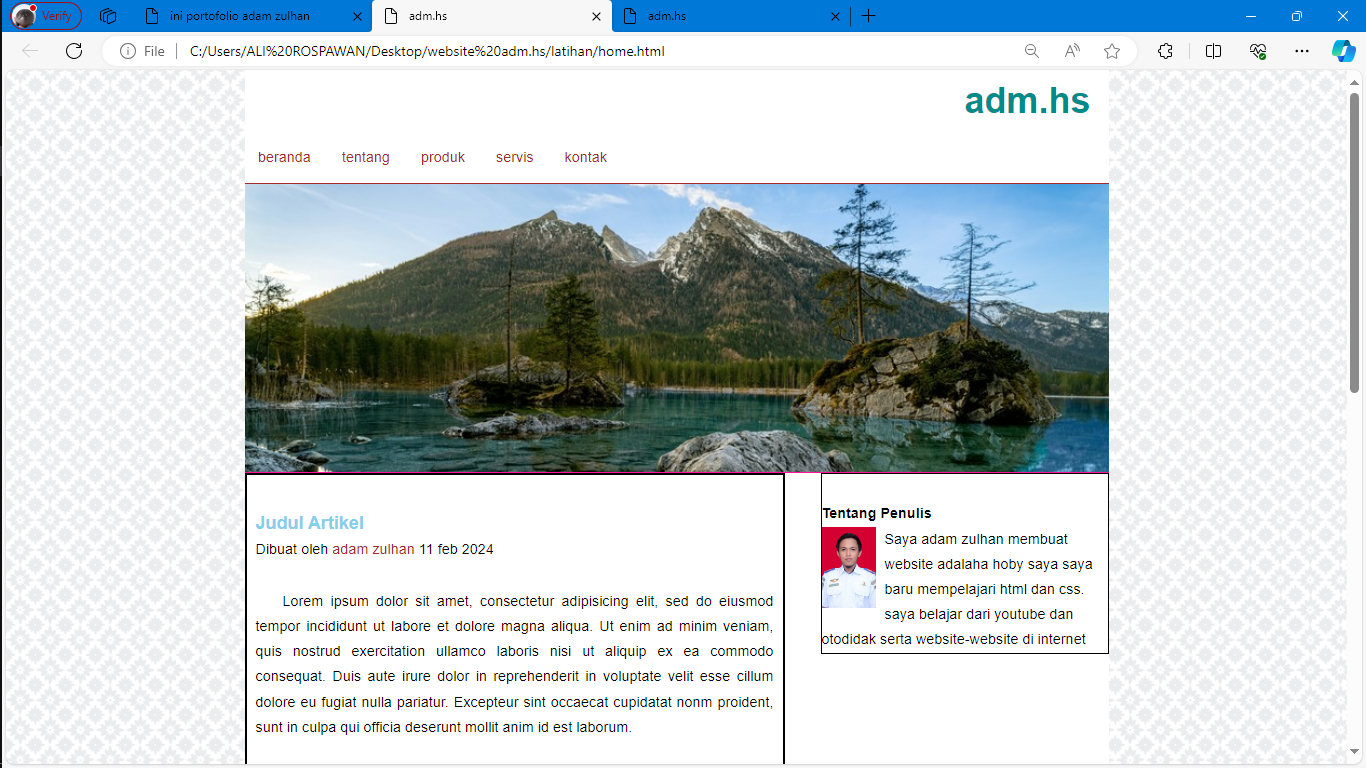 Verify
ini portofolio adam zulhan
adm.hs
adm.hs
File
C:/Users/ALI%20ROSPAWAN/Desktop/website%20adm.hs/latihan/home.html
adm.hs
beranda tentang produk servis kontak
Judul Artikel
Dibuat oleh adam zulhan 11 feb 2024
Lorem ipsum dolor sit amet, consectetur adipisicing elit, sed do eiusmod
tempor incididunt ut labore et dolore magna aliqua. Ut enim ad minim veniam,
quis nostrud exercitation ullamco laboris nisi ut aliquip ex ea commodo
consequat. Duis aute irure dolor in reprehenderit in voluptate velit esse cillum
dolore eu fugiat nulla pariatur. Excepteur sint occaecat cupidatat nonm proident,
sunt in culpa qui officia deserunt mollit anim id est laborum.
Tentang Penulis
Saya adam zulhan membuat
website adalaha hoby saya saya
baru mempelajari html dan css.
saya belajar dari youtube dan
otodidak serta website-website di internet